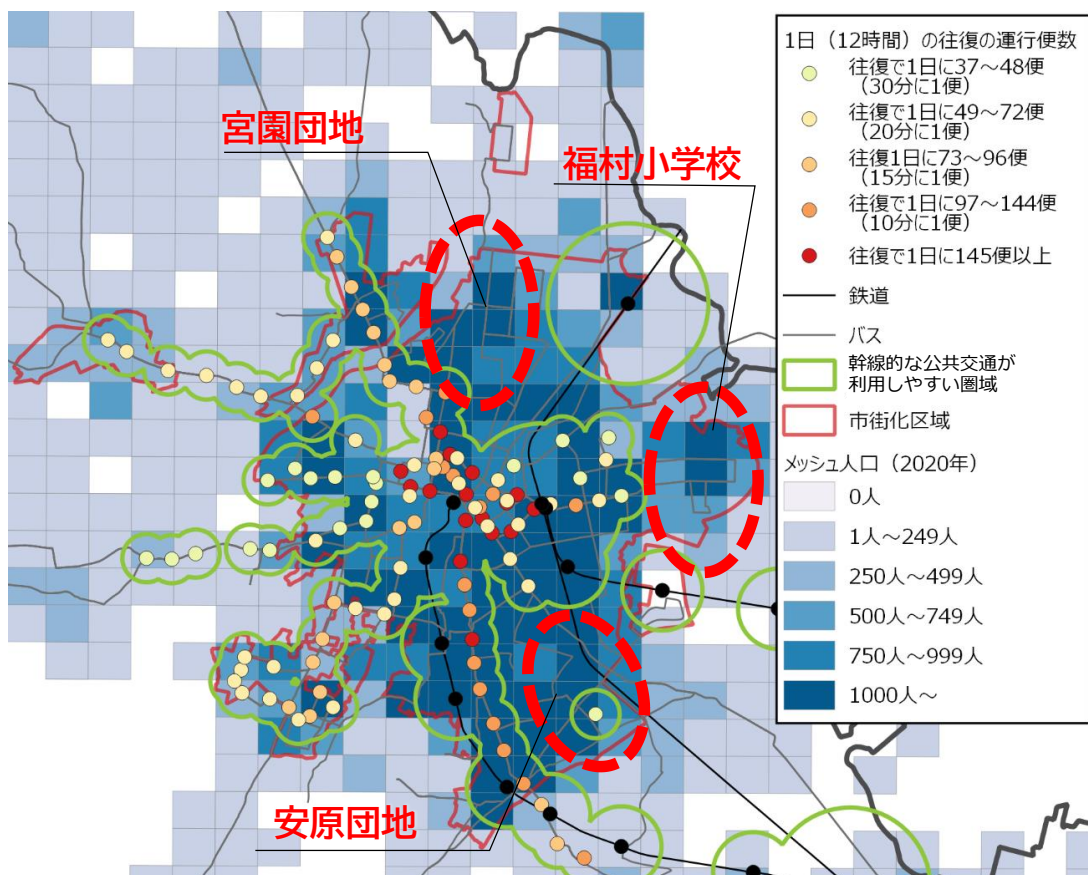 宮園団地
福村小学校
安原団地
1日（12時間）の往復の運行便数
往復で1日に37～48便
（30分に1便）
往復で1日に49～72便
（20分に1便）
往復1日に73～96便
（15分に1便）
往復で1日に97～144便
（10分に1便）
往復で1日に145便以上
鉄道
バス
幹線的な公共交通が
利用しやすい圏域
市街化区域
メッシュ人口（2020年）
0人
1人～249人
250人～499人
500人～749人
750人～999人
1000人～